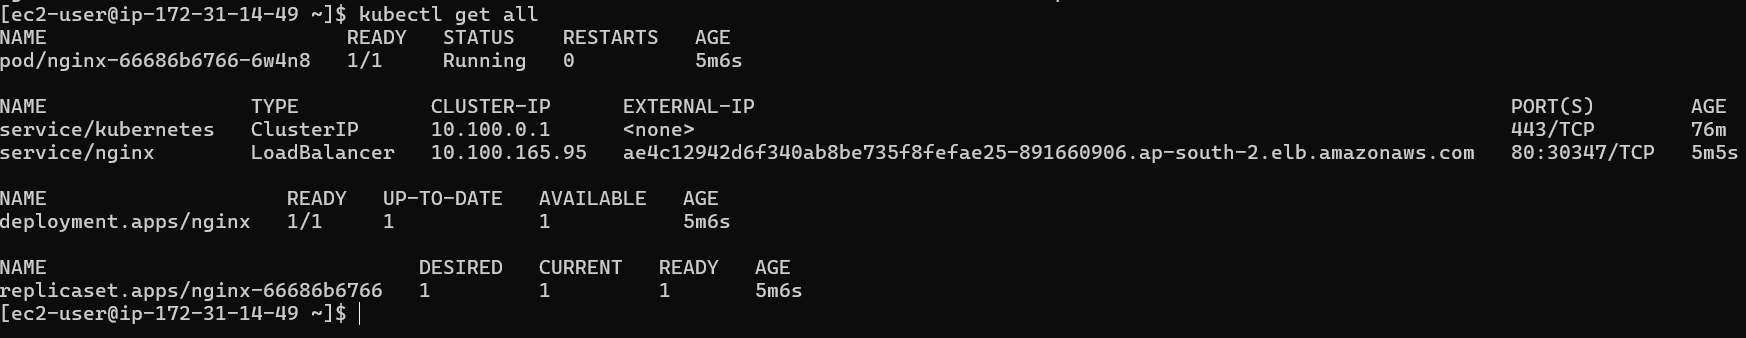 [ec2-user@ip-172-31-14-49 ~]$ kubectl get all
NAME                         READY   STATUS    RESTARTS   AGE
pod/nginx-66686b6766-6w4n8   1/1     Running   0          5m6s

NAME                 TYPE           CLUSTER-IP      EXTERNAL-IP                                                               PORT(S)        AGE
service/kubernetes   ClusterIP      10.100.0.1      <none>                                                                    443/TCP        76m
service/nginx        LoadBalancer   10.100.165.95   ae4c12942d6f340ab8be735f8fefae25-891660906.ap-south-2.elb.amazonaws.com   80:30347/TCP   5m5s

NAME                    READY   UP-TO-DATE   AVAILABLE   AGE
deployment.apps/nginx   1/1     1            1           5m6s

NAME                               DESIRED   CURRENT   READY   AGE
replicaset.apps/nginx-66686b6766   1         1         1       5m6s
[ec2-user@ip-172-31-14-49 ~]$